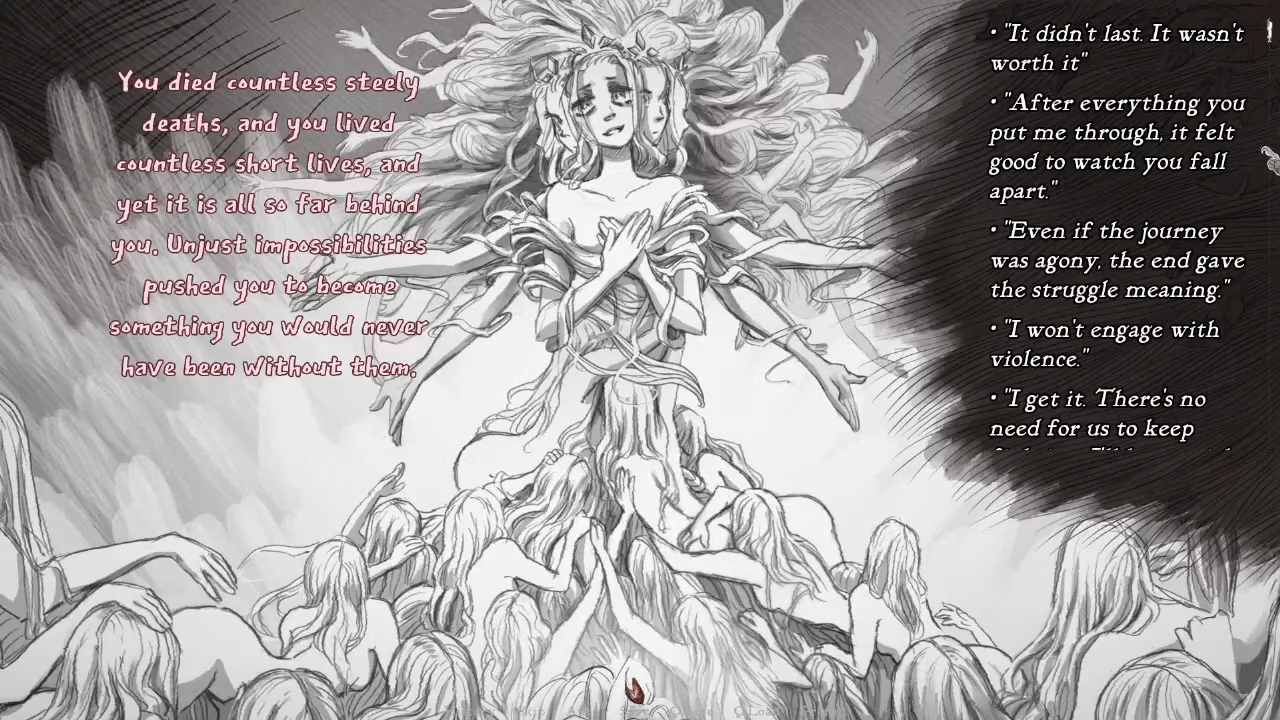 You died countless steely
deaths, and you lived
countless short lives, and
yet it is all so far behind
you. Unjust impossibilities
pushed you to become
something you would never
have been without them.
• "It didn't last. It wasn't
worth it"
• "After everything you
put me through, it felt
good to watch you fall
apart."
• "Even if the journey
was agony, the end gave
the struggle meaning."
• "I won't engage with
violence."
• "I get it. There's no
need for us to keep